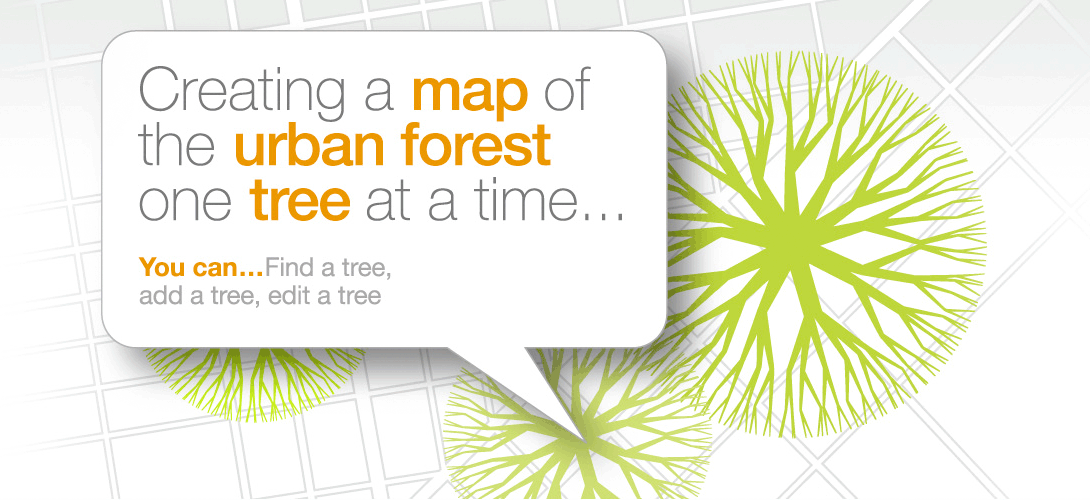 Creating a map of
the urban forest
one tree at a time...
You can...Find a tree,
add a tree, edit a tree